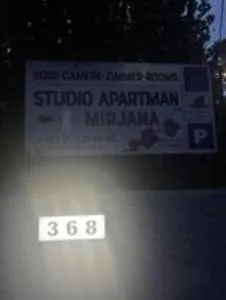 SOBE-CAMERE-ZIMMER-ROOMS
STUDIO APARTMAN
MIRJANA
P
368